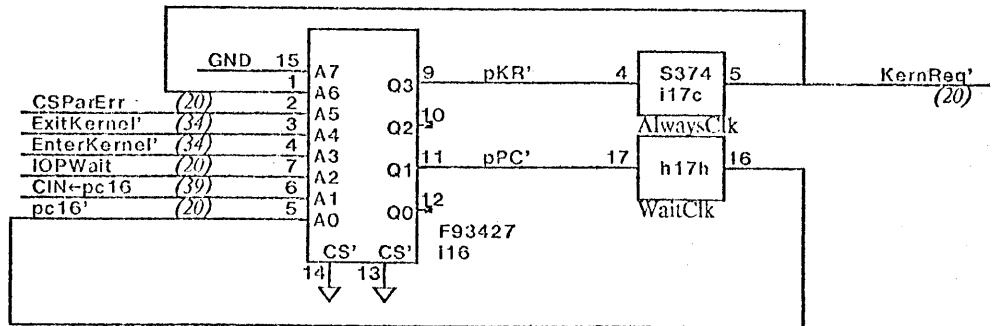 GND 15 A7
1 A6
CSParErr (20) 2 A5
ExitKernel' (34) 3 A4
EnterKernel' (34) 4 A3
IOPWait (20) 7 A2
CIN←pc16 (39) 6 A1
pc16' (20) 5 A0
Q3 9 pKR' 4 S374 5 KernReq'
i17c (20)
Q2 10 AlwaysClk
Q1 11 pPC' 17 h17h 16
Q0 12 WaitClk
F93427
i16
CS' CS'
14 13